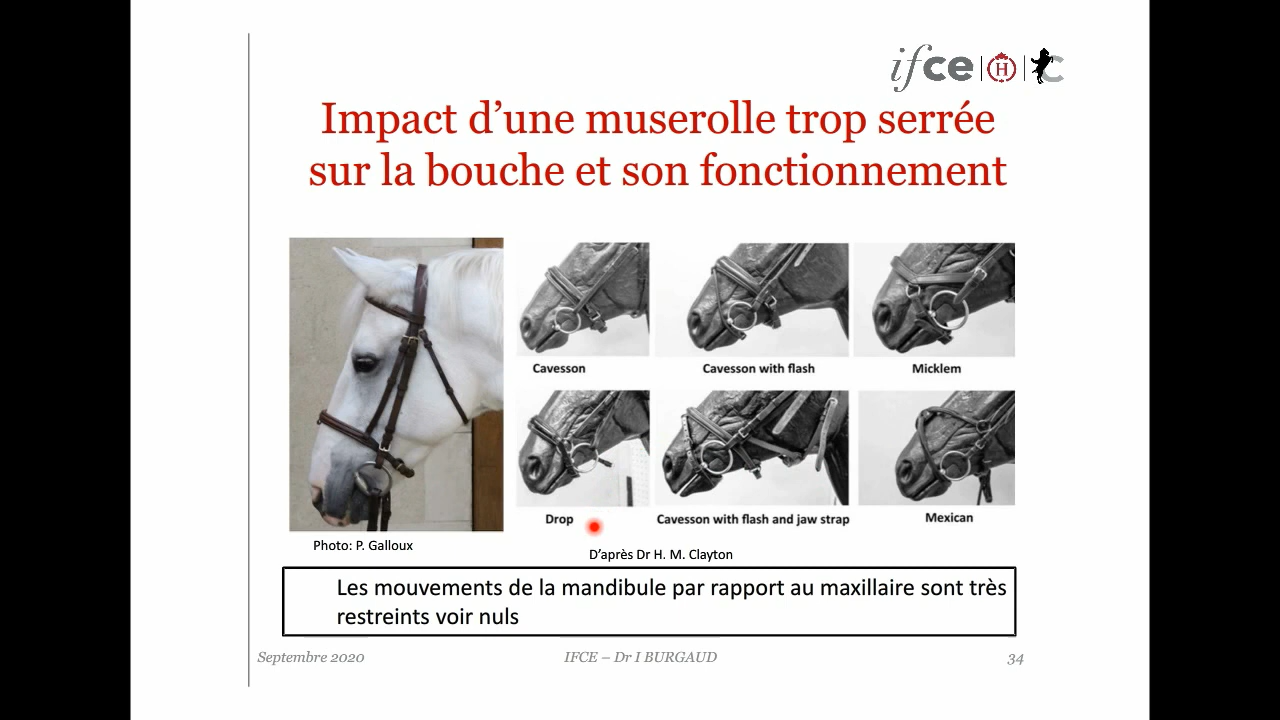 ifce
H
C
Impact d’une muserolle trop serrée
sur la bouche et son fonctionnement
Cavesson
Cavesson with flash
Micklem
Drop
Cavesson with flash and jaw strap
Mexican
Photo: P. Galloux
D’après Dr H. M. Clayton
Les mouvements de la mandibule par rapport au maxillaire sont très
restreints voir nuls
Septembre 2020
IFCE – Dr I BURGAUD
34